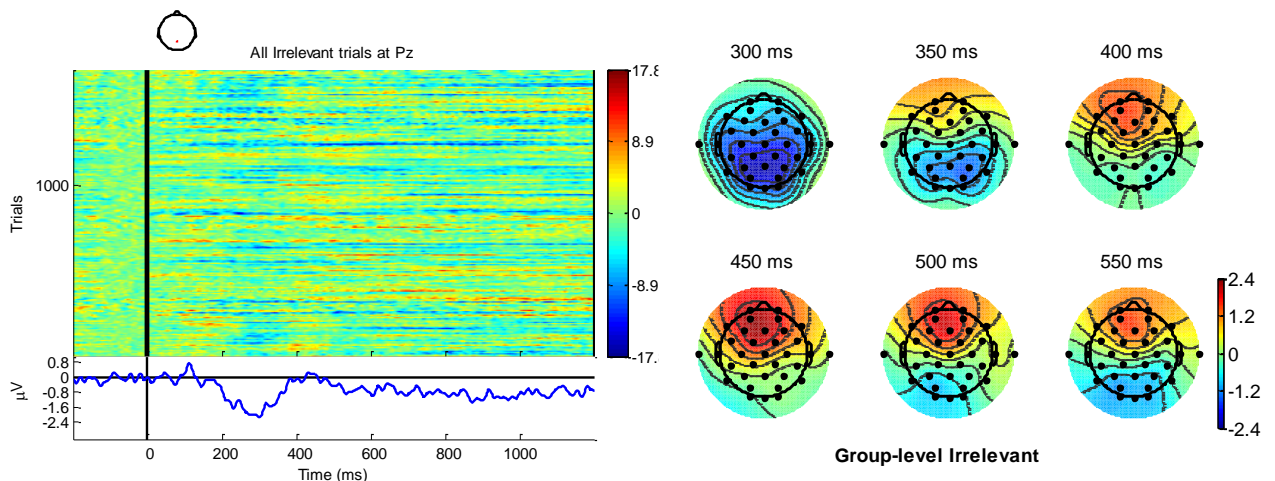 All Irrelevant trials at Pz
17.8
8.9
0
-8.9
-17.
1000
Trials
0.8
0
-0.8
-1.6
-2.4
µV
0 200 400 600 800 1000
Time (ms)
300 ms 350 ms 400 ms
450 ms 500 ms 550 ms
2.4
1.2
0
-1.2
-2.4
Group-level Irrelevant